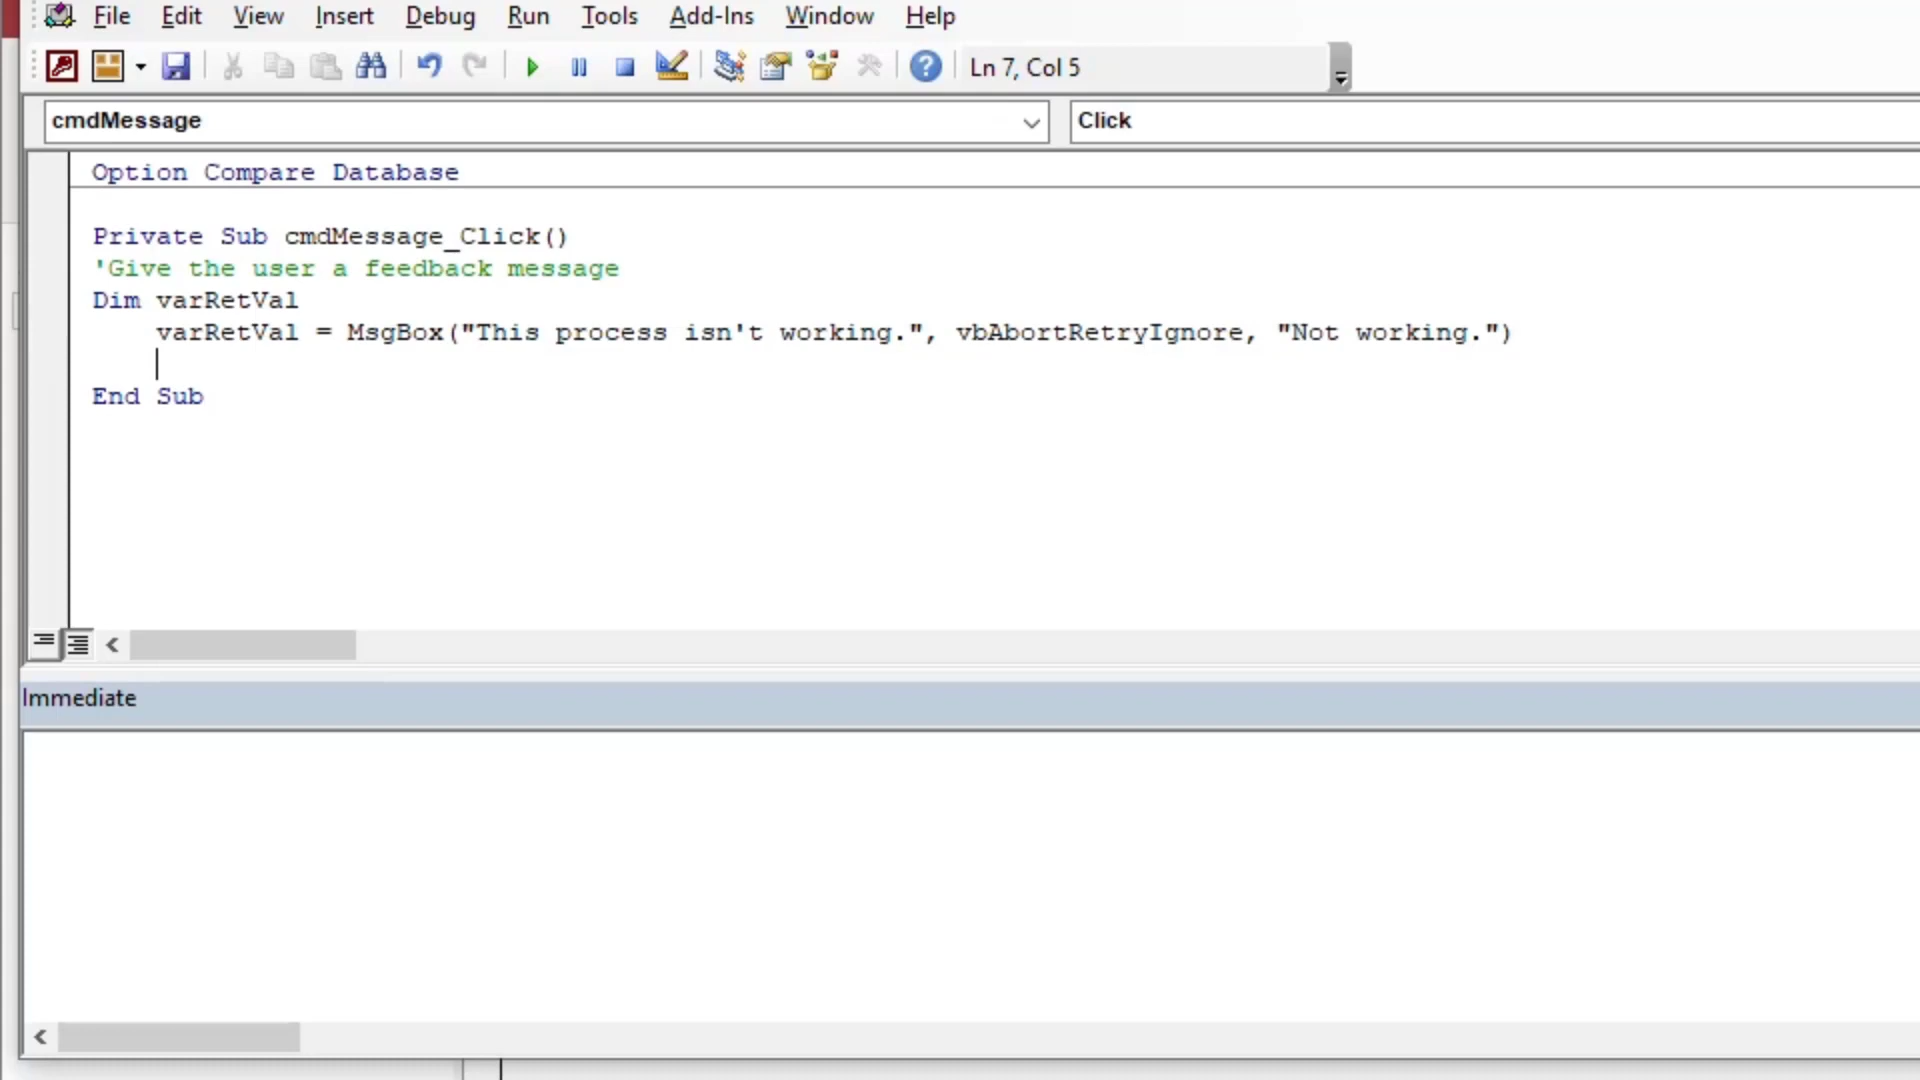 File Edit View Insert Debug Run Tools Add-Ins Window Help
Ln 7, Col 5
cmdMessage Click
Option Compare Database
Private Sub cmdMessage_Click()
'Give the user a feedback message
Dim varRetVal
varRetVal = MsgBox("This process isn't working.", vbAbortRetryIgnore, "Not working.")
End Sub
Immediate